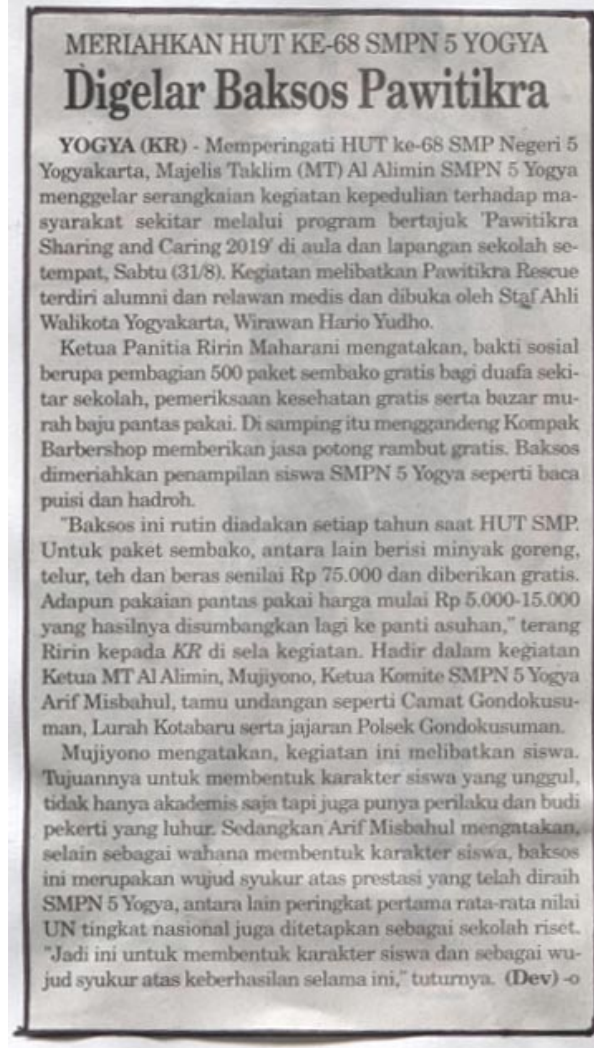 MERIAHKAN HUT KE-68 SMPN 5 YOGYA
Digelar Baksos Pawitikra
YOGYA (KR) - Memperingati HUT ke-68 SMP Negeri 5
Yogyakarta, Majelis Taklim (MT) Al Alimin SMPN 5 Yogya
menggelar serangkaian kegiatan kepedulian terhadap ma-
syarakat sekitar melalui program bertajuk 'Pawitikra
Sharing and Caring 2019' di aula dan lapangan sekolah se-
tempat, Sabtu (31/8). Kegiatan melibatkan Pawitikra Rescue
terdiri alumni dan relawan medis dan dibuka oleh Staf Ahli
Walikota Yogyakarta, Wirawan Hario Yudho.
Ketua Panitia Ririn Maharani mengatakan, bakti sosial
berupa pembagian 500 paket sembako gratis bagi duafa seki-
tar sekolah, pemeriksaan kesehatan gratis serta bazar mu-
rah baju pantas pakai. Di samping itu menggandeng Kompak
Barbershop memberikan jasa potong rambut gratis. Baksos
dimeriahkan penampilan siswa SMPN 5 Yogya seperti baca
puisi dan hadroh.
"Baksos ini rutin diadakan setiap tahun saat HUT SMP.
Untuk paket sembako, antara lain berisi minyak goreng,
telur, teh dan beras senilai Rp 75.000 dan diberikan gratis.
Adapun pakaian pantas pakai harga mulai Rp 5.000-15.000
yang hasilnya disumbangkan lagi ke panti asuhan," terang
Ririn kepada KR di sela kegiatan. Hadir dalam kegiatan
Ketua MT Al Alimin, Mujiyono, Ketua Komite SMPN 5 Yogya
Arif Misbahul, tamu undangan seperti Camat Gondokusu-
man, Lurah Kotabaru serta jajaran Polsek Gondokusuman.
Mujiyono mengatakan, kegiatan ini melibatkan siswa.
Tujuannya untuk membentuk karakter siswa yang unggul,
tidak hanya akademis saja tapi juga punya perilaku dan budi
pekerti yang luhur. Sedangkan Arif Misbahul mengatakan,
selain sebagai wahana membentuk karakter siswa, baksos
ini merupakan wujud syukur atas prestasi yang telah diraih
SMPN 5 Yogya, antara lain peringkat pertama rata-rata nilai
UN tingkat nasional juga ditetapkan sebagai sekolah riset.
"Jadi ini untuk membentuk karakter siswa dan sebagai wu-
jud syukur atas keberhasilan selama ini," tuturnya. (Dev) -o